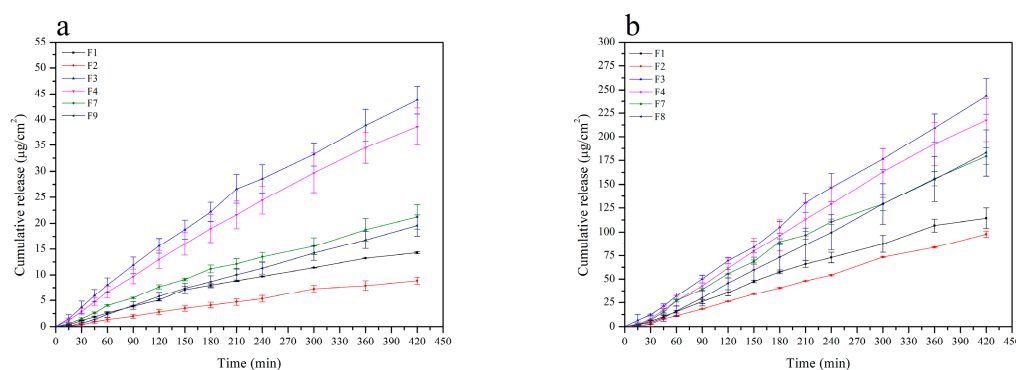 a
Cumulative release (μg/cm²)
55
50
45
40
35
30
25
20
15
10
5
0
F1
F2
F3
F4
F7
F9
0 30 60 90 120 150 180 210 240 270 300 330 360 390 420 450
Time (min)
b
Cumulative release (μg/cm²)
300
275
250
225
200
175
150
125
100
75
50
25
0
F1
F2
F3
F4
F7
F8
0 30 60 90 120 150 180 210 240 270 300 330 360 390 420 450
Time (min)